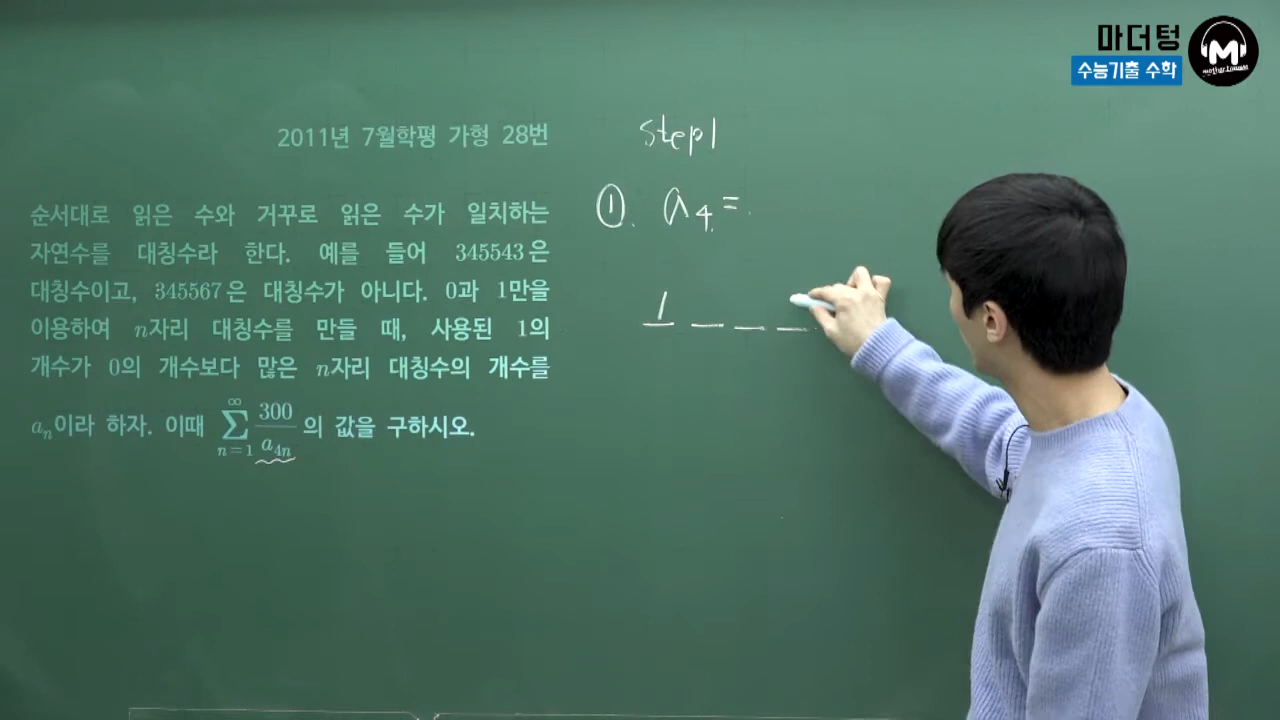 마더텅
수능기출 수학
M
2011년 7월학평 가형 28번
순서대로 읽은 수와 거꾸로 읽은 수가 일치하는
자연수를 대칭수라 한다. 예를 들어 345543은
대칭수이고, 345567은 대칭수가 아니다. 0과 1만을
이용하여 n자리 대칭수를 만들 때, 사용된 1의
개수가 0의 개수보다 많은 n자리 대칭수의 개수를
aₙ이라 하자. 이때 ∑_{n=1}^{∞} 300/a₄ₙ 의 값을 구하시오.
Step1
① a₄ =
1